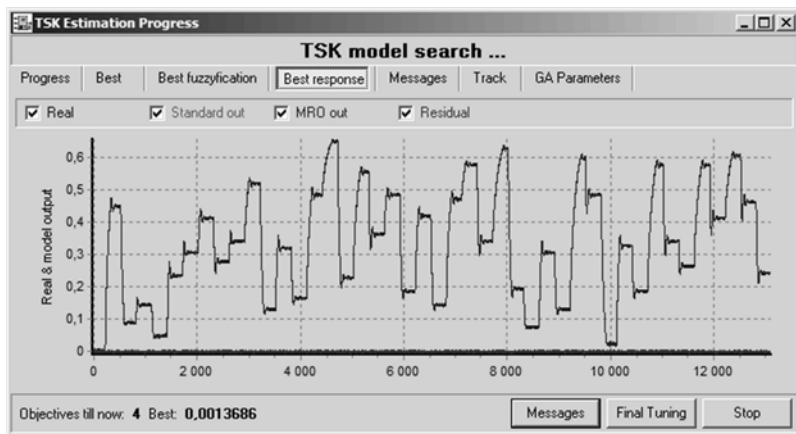 TSK Estimation Progress
TSK model search ...
Progress Best Best fuzzyfication Best response Messages Track GA Parameters
Real Standard out MRO out Residual
Real & model output
0,6
0,5
0,4
0,3
0,2
0,1
0
0 2 000 4 000 6 000 8 000 10 000 12 000
Objectives till now: 4 Best: 0,0013686
Messages Final Tuning Stop